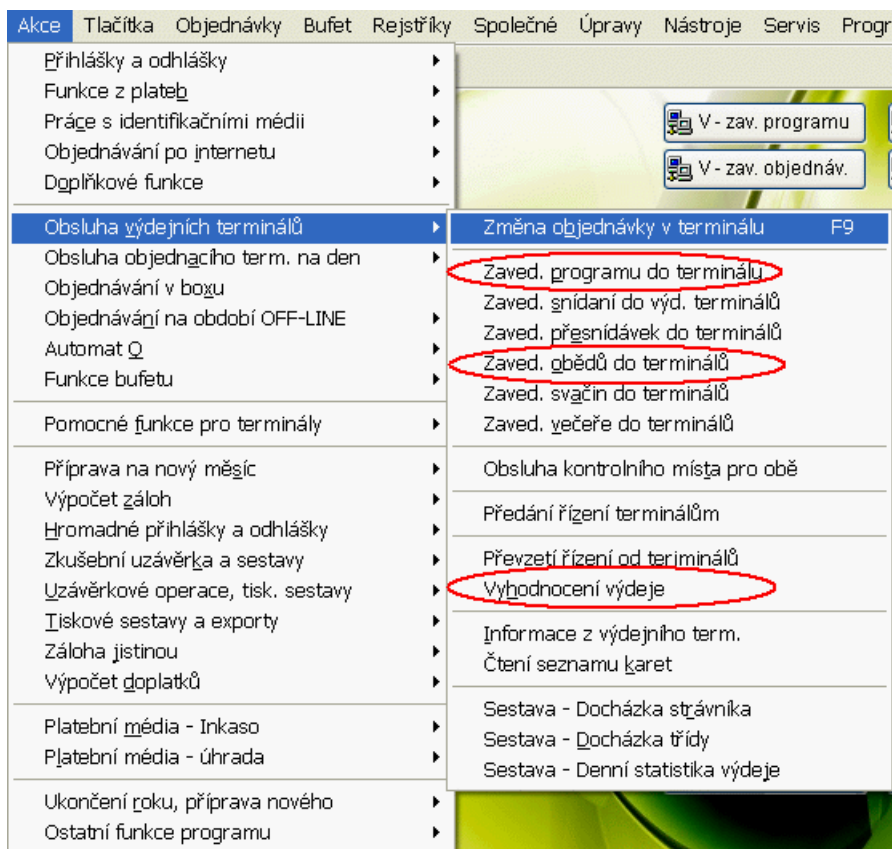 Akce Tlačítka Objednávky Bufet Rejstříky Společné Úpravy Nástroje Servis Progr
Přihlášky a odhlášky
Funkce z plateb
Práce s identifikačními médii
Objednávání po internetu
Doplňkové funkce
Obsluha výdejních terminálů
Obsluha objednacího term. na den
Objednávání v boxu
Objednávání na období OFF-LINE
Automat Q
Funkce bufetu
Pomocné funkce pro terminály
Příprava na nový měsíc
Výpočet záloh
Hromadné přihlášky a odhlášky
Zkušební uzávěrka a sestavy
Uzávěrkové operace, tisk. sestavy
Tiskové sestavy a exporty
Záloha jistinou
Výpočet doplatků
Platební média - Inkaso
Platební média - úhrada
Ukončení roku, příprava nového
Ostatní funkce programu
V - zav. programu
V - zav. objednáv.
Změna objednávky v terminálu F9
Zaved. programu do terminálu
Zaved. snídaní do výd. terminálů
Zaved. přesnídávek do terminálů
Zaved. obědů do terminálů
Zaved. svačin do terminálů
Zaved. večeře do terminálů
Obsluha kontrolního místa pro obě
Předání řízení terminálům
Převzetí řízení od teriminálů
Vyhodnocení výdeje
Informace z výdejního term.
Čtení seznamu karet
Sestava - Docházka strávníka
Sestava - Docházka třídy
Sestava - Denní statistika výdeje